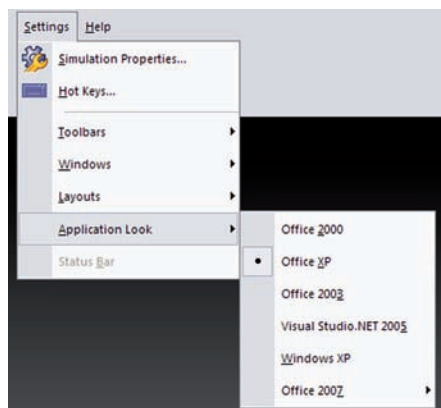 Settings Help
Simulation Properties...
Hot Keys...
Toolbars
Windows
Layouts
Application Look
Status Bar
Office 2000
Office XP
Office 2003
Visual Studio.NET 2005
Windows XP
Office 2007